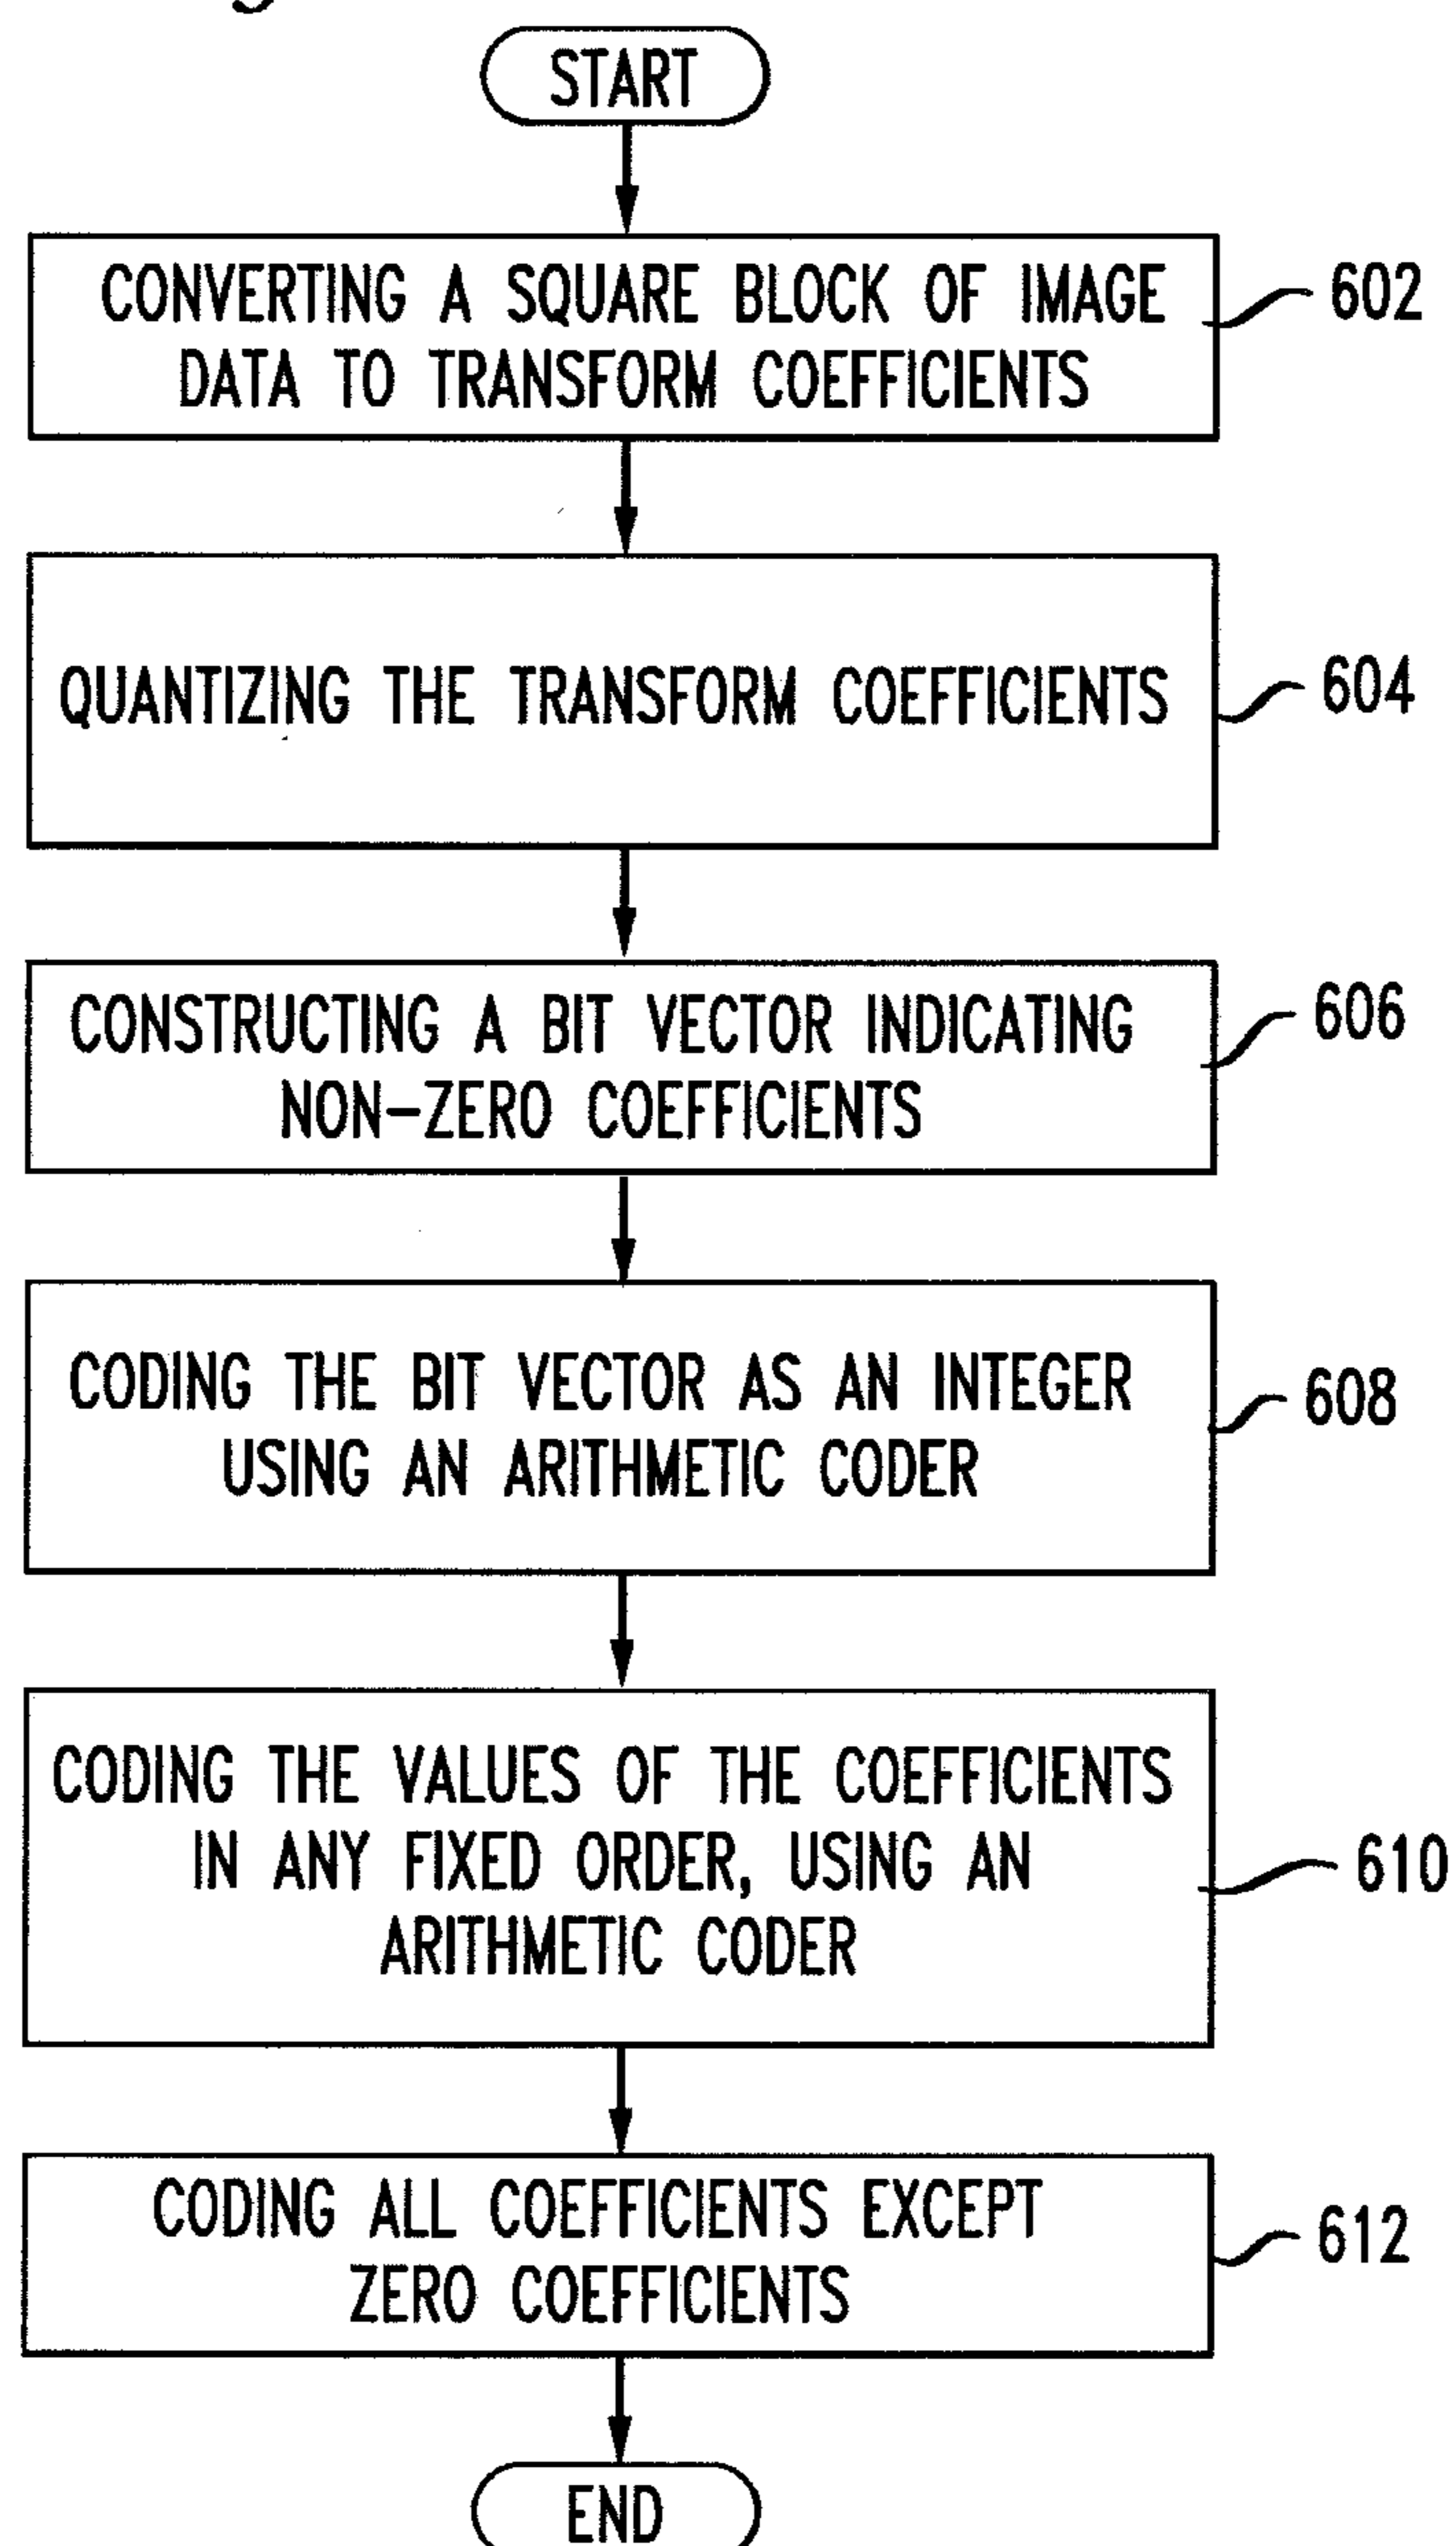 START
CONVERTING A SQUARE BLOCK OF IMAGE
DATA TO TRANSFORM COEFFICIENTS
602
QUANTIZING THE TRANSFORM COEFFICIENTS
604
CONSTRUCTING A BIT VECTOR INDICATING
NON-ZERO COEFFICIENTS
606
CODING THE BIT VECTOR AS AN INTEGER
USING AN ARITHMETIC CODER
608
CODING THE VALUES OF THE COEFFICIENTS
IN ANY FIXED ORDER, USING AN
ARITHMETIC CODER
610
CODING ALL COEFFICIENTS EXCEPT
ZERO COEFFICIENTS
612
END